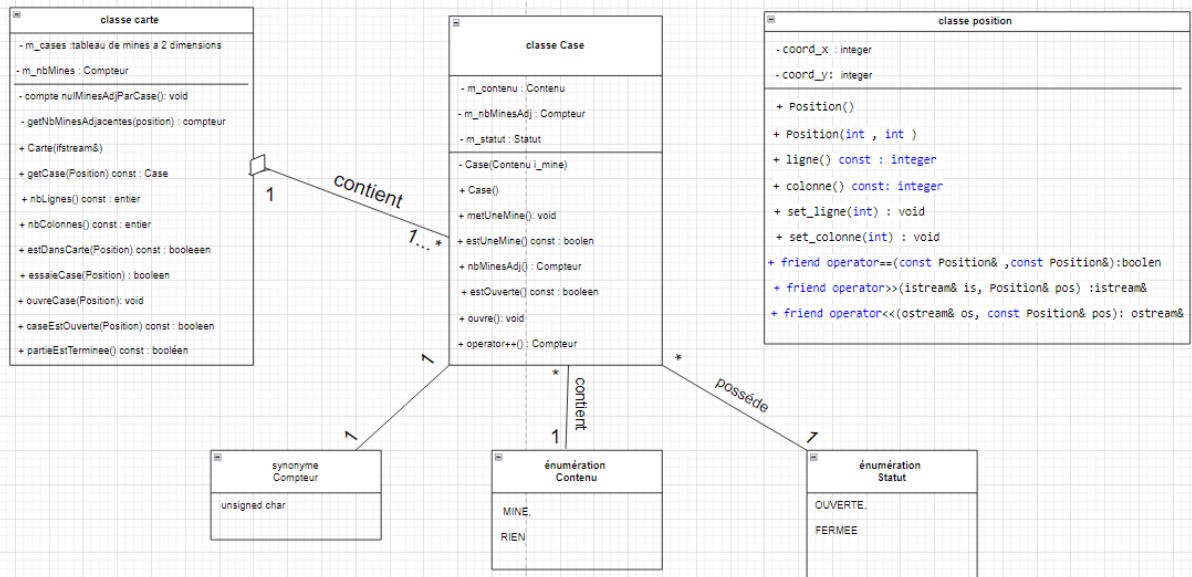 classe carte
- m_cases :tableau de mines a 2 dimensions
- m_nbMines : Compteur
- compte nulMinesAdjParCase(): void
- getNbMinesAdjacentes(position) : compteur
+ Carte(ifstream&)
+ getCase(Position) const : Case
+ nbLignes() const : entier
+ nbColonnes() const : entier
+ estDansCarte(Position) const : booleeen
+ essaieCase(Position) : booleen
+ ouvreCase(Position): void
+ caseEstOuverte(Position) const : booleen
+ partieEstTerminee() const : booléen
1
contient
1... *
classe Case
- m_contenu : Contenu
- m_nbMinesAdj : Compteur
- m_statut : Statut
- Case(Contenu i_mine)
+ Case()
+ metUneMine(): void
+ estUneMine() const : boolen
+ nbMinesAdj() : Compteur
+ estOuverte() const : booleen
+ ouvre(): void
+ operator++() : Compteur
classe position
- coord_x : integer
- coord_y: integer
+ Position()
+ Position(int , int )
+ ligne() const : integer
+ colonne() const: integer
+ set_ligne(int) : void
+ set_colonne(int) : void
+ friend operator==(const Position& ,const Position&):boolen
+ friend operator>>(istream& is, Position& pos) :istream&
+ friend operator<<(ostream& os, const Position& pos): ostream&
1
1
*
contient
1
*
posséde
1
synonyme
Compteur
unsigned char
énumération
Contenu
MINE,
RIEN
énumération
Statut
OUVERTE,
FERMEE